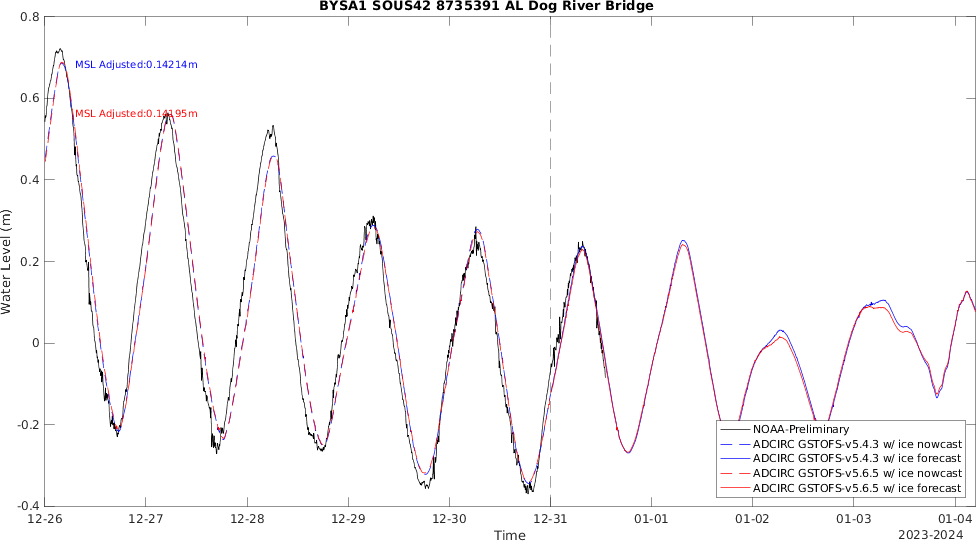 BYSA1 SOUS42 8735391 AL Dog River Bridge
0.8
0.6
0.4
0.2
0
-0.2
-0.4
Water Level (m)
MSL Adjusted:0.14214m
MSL Adjusted:0.14195m
NOAA-Preliminary
ADCIRC GSTOFS-v5.4.3 w/ ice nowcast
ADCIRC GSTOFS-v5.4.3 w/ ice forecast
ADCIRC GSTOFS-v5.6.5 w/ ice nowcast
ADCIRC GSTOFS-v5.6.5 w/ ice forecast
12-26 12-27 12-28 12-29 12-30 12-31 01-01 01-02 01-03 01-04
Time
2023-2024